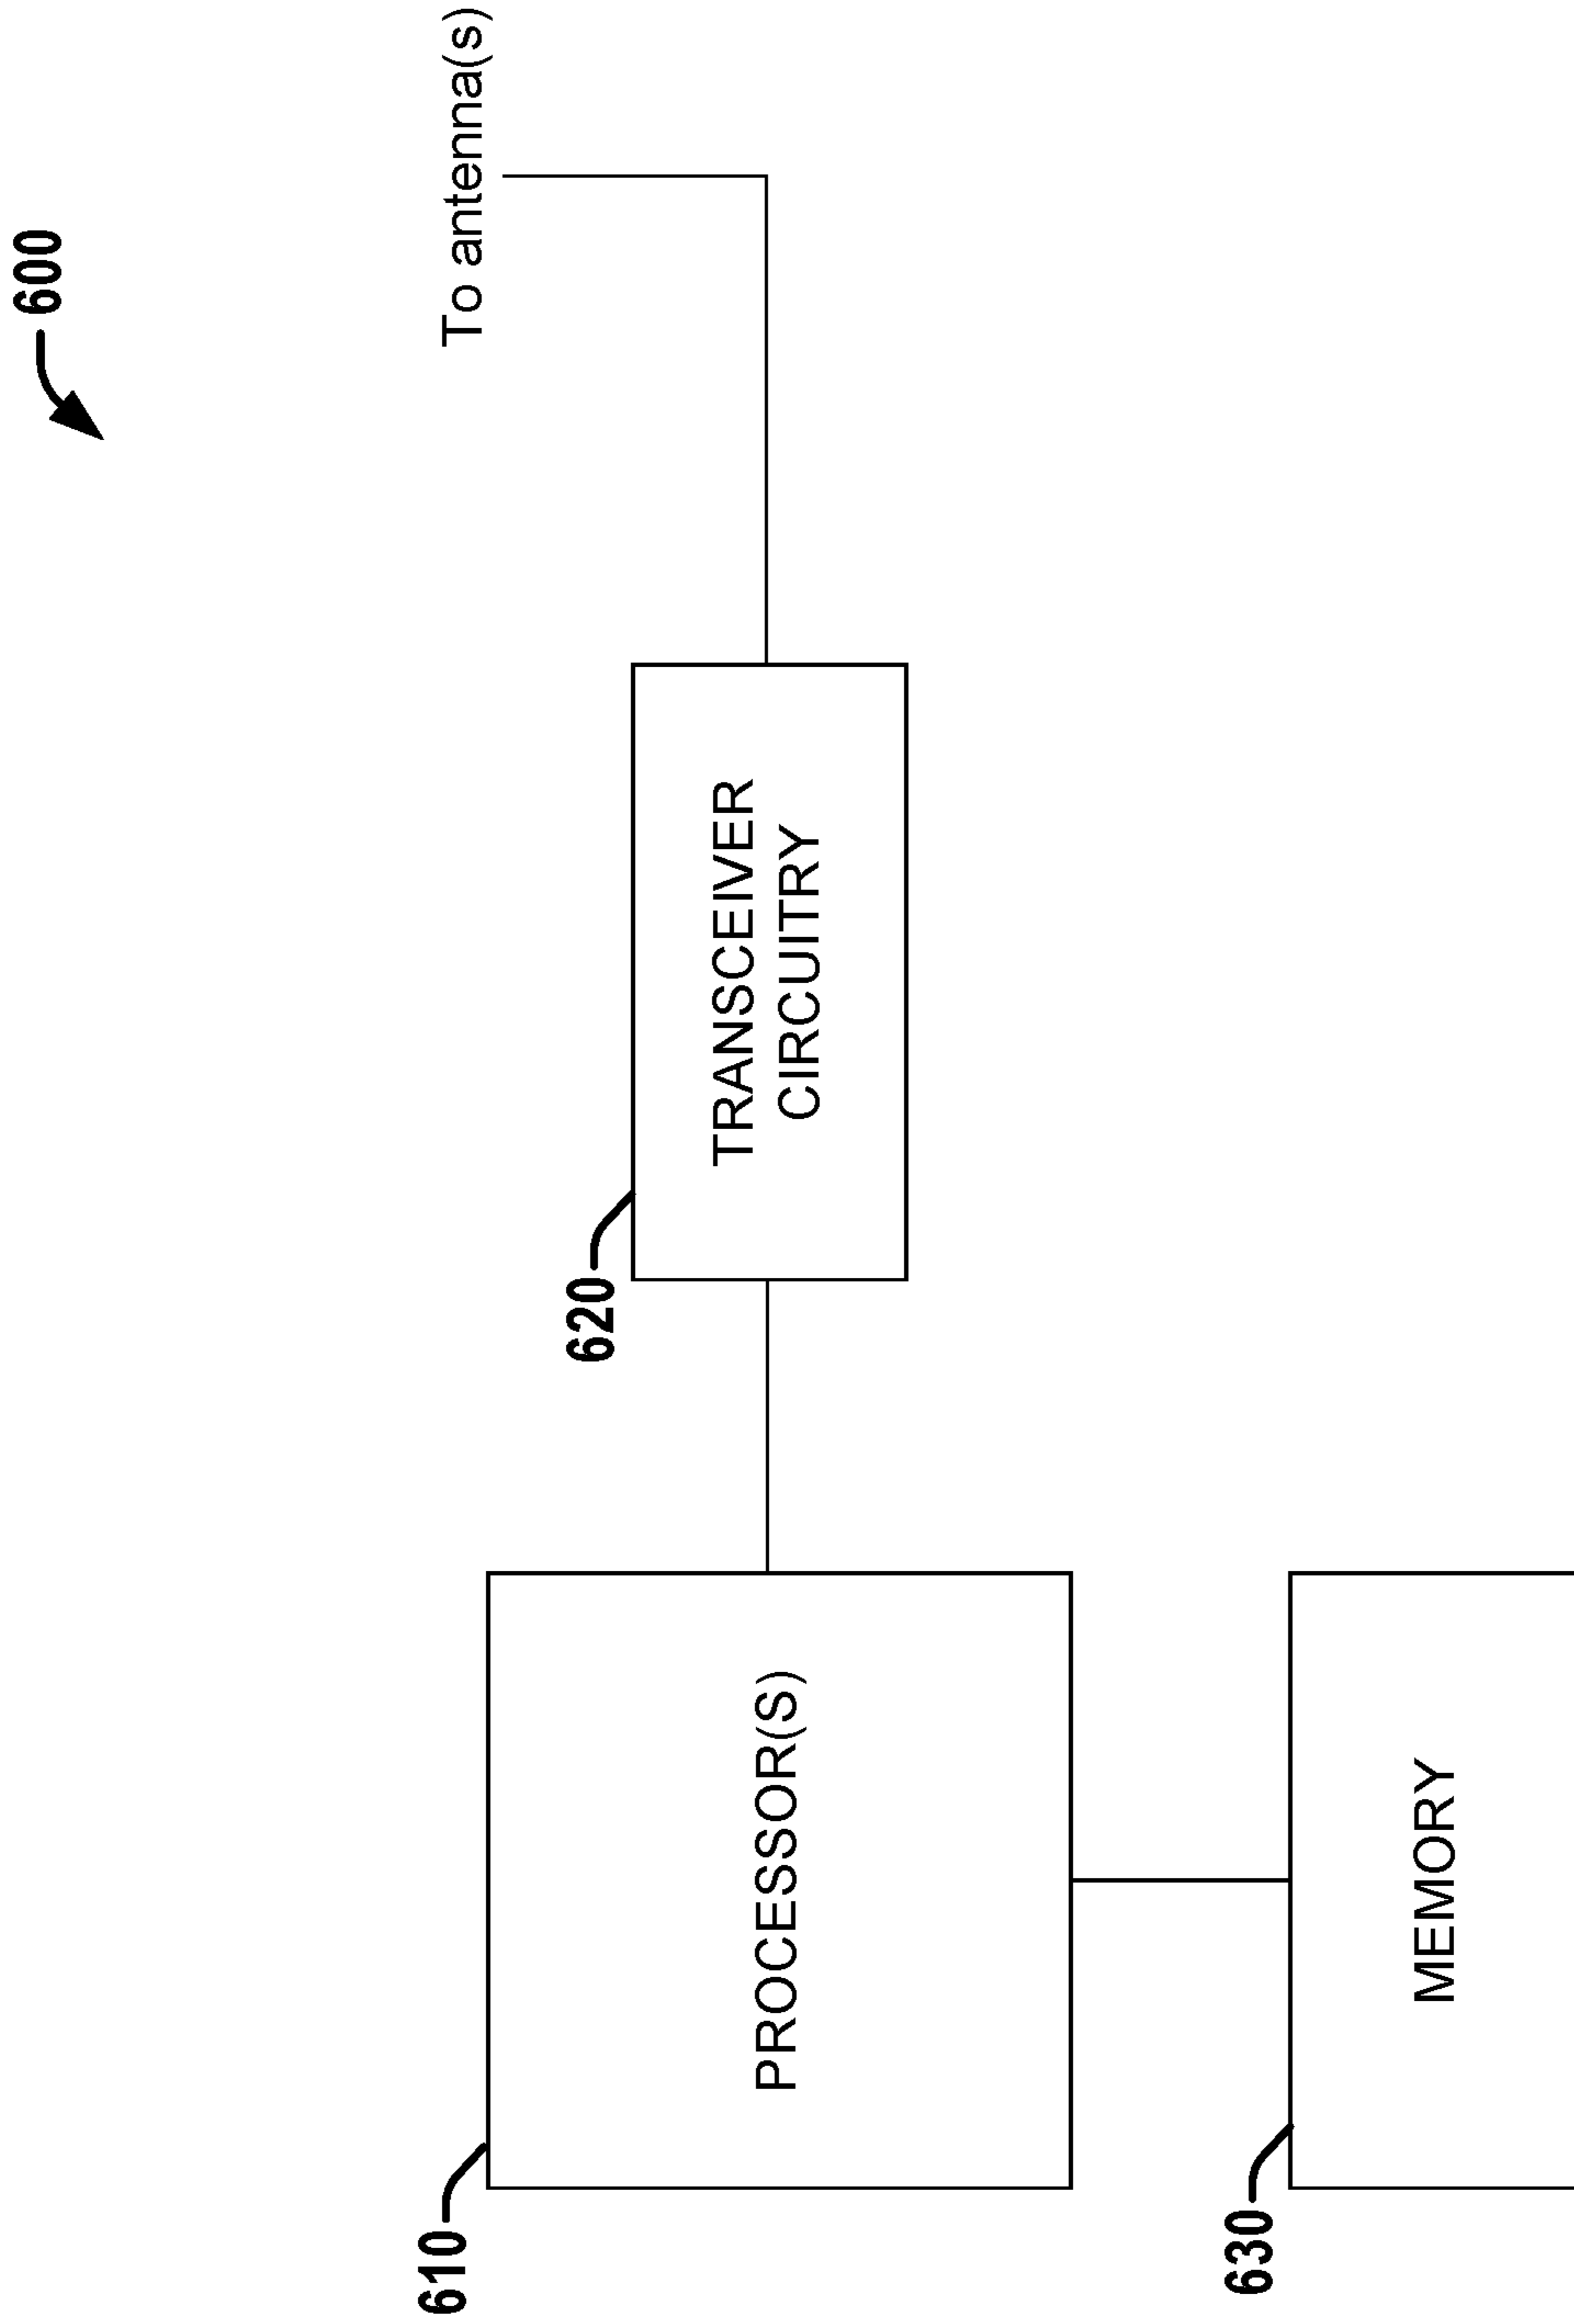 600
To antenna(s)
610
PROCESSOR(S)
620
TRANSCEIVER
CIRCUITRY
630
MEMORY